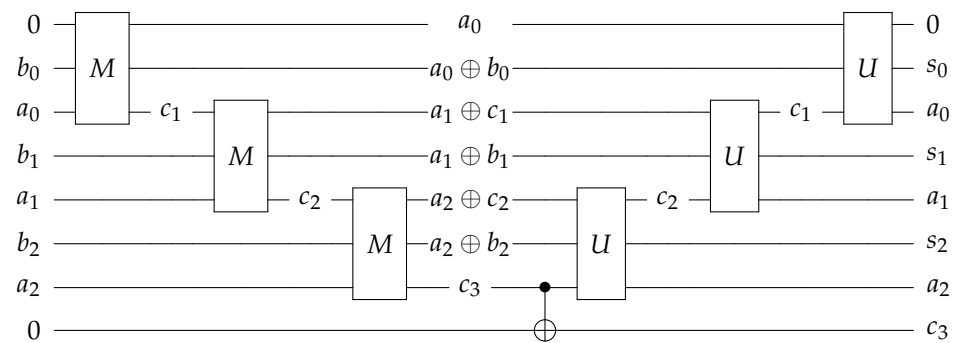 0 M a₀ U 0
b₀ a₀ ⊕ b₀ s₀
a₀ c₁ a₁ ⊕ c₁ c₁ a₀
b₁ M a₁ ⊕ b₁ U s₁
a₁ c₂ a₂ ⊕ c₂ c₂ a₁
b₂ M a₂ ⊕ b₂ U s₂
a₂ c₃ a₂
0 c₃